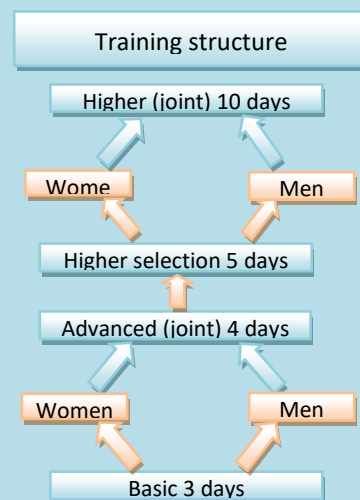 Training structure
Higher (joint) 10 days
Wome
Men
Higher selection 5 days
Advanced (joint) 4 days
Women
Men
Basic 3 days